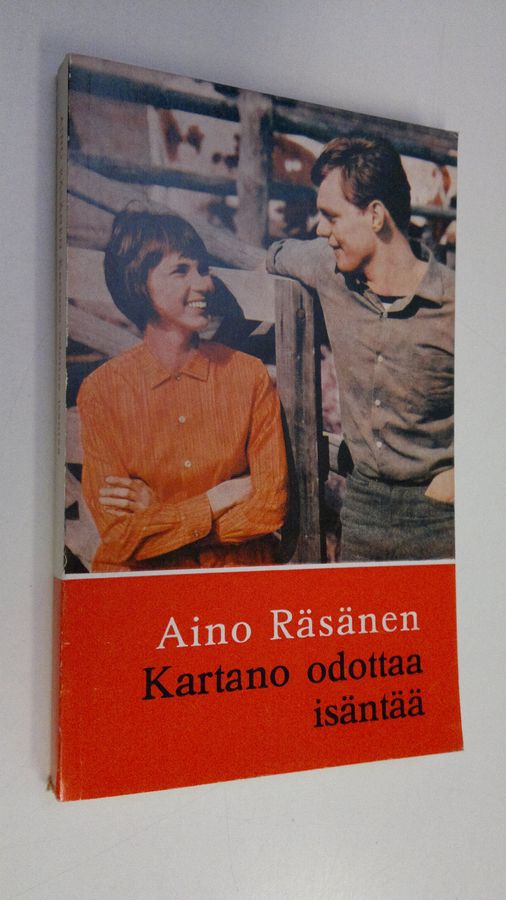 Aino Räsänen
Kartano odottaa
isäntää